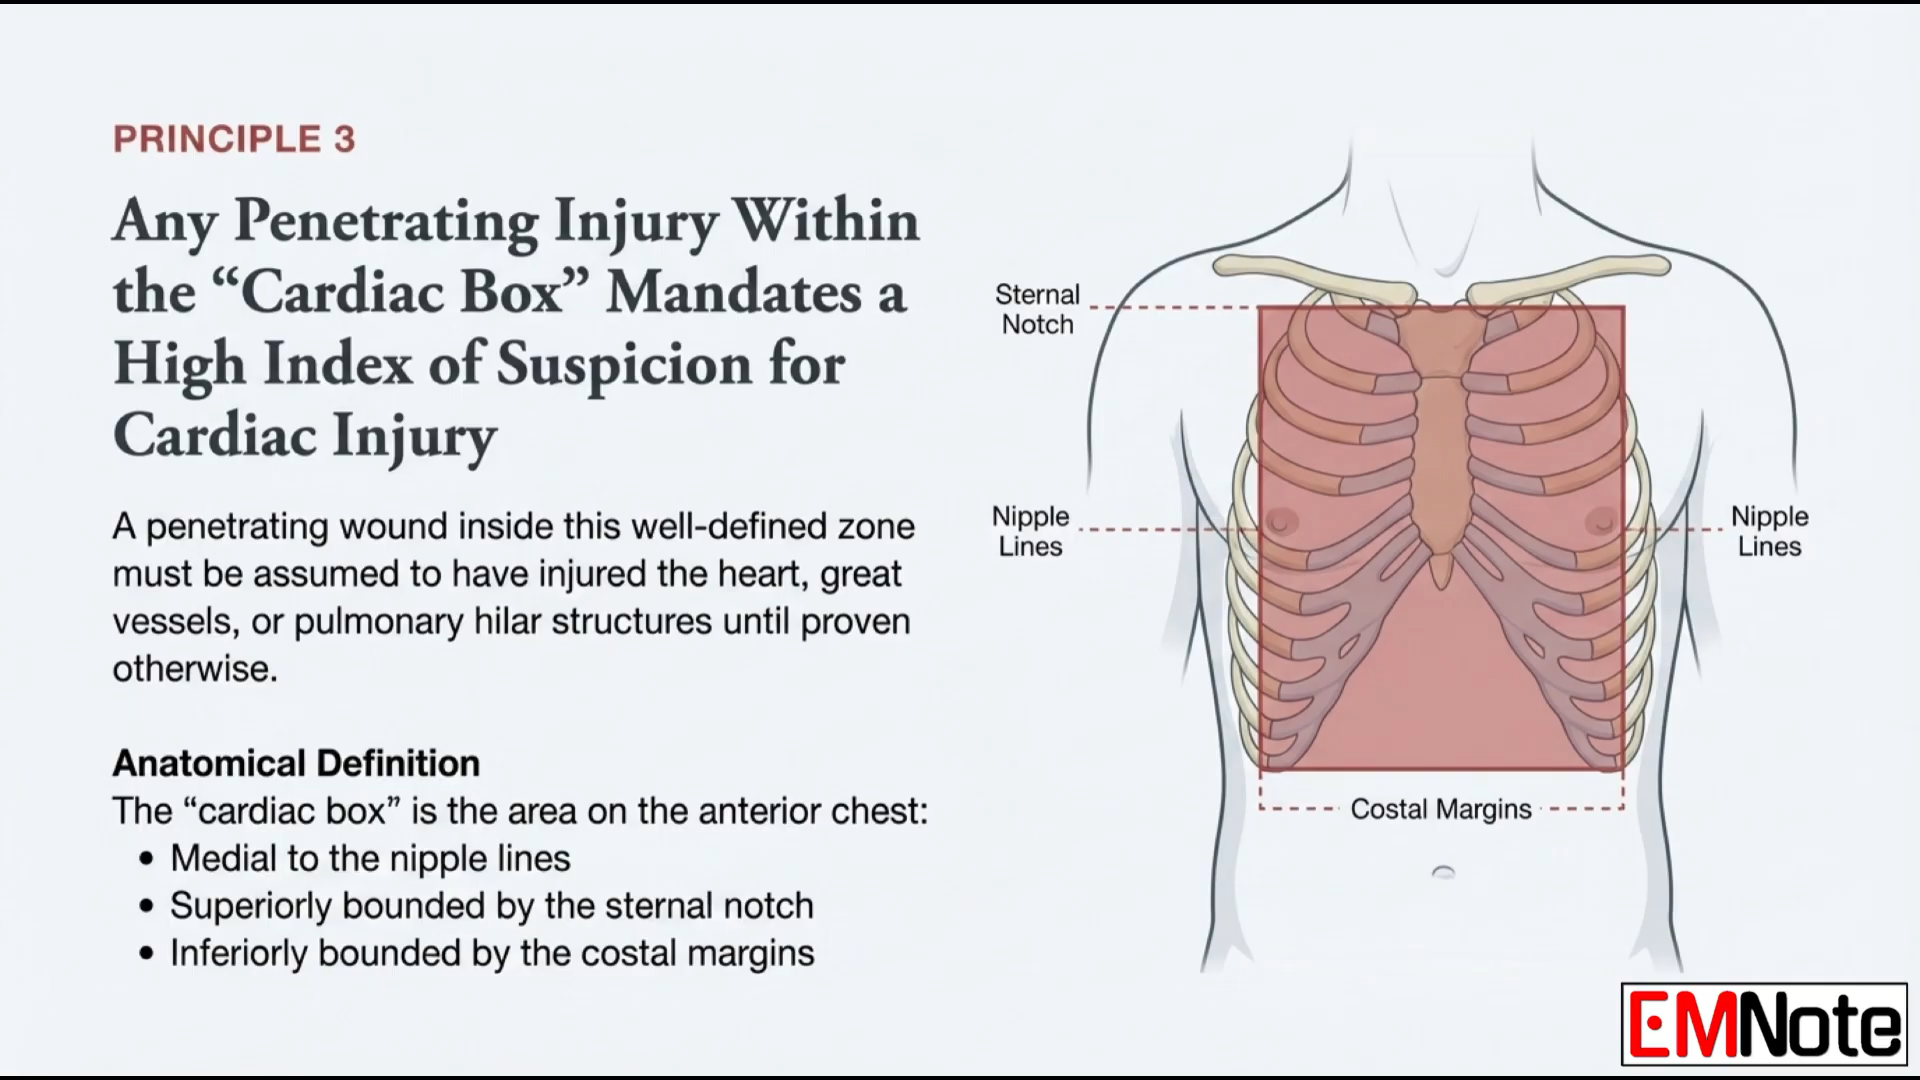 PRINCIPLE 3
Any Penetrating Injury Within
the “Cardiac Box” Mandates a
High Index of Suspicion for
Cardiac Injury
A penetrating wound inside this well-defined zone
must be assumed to have injured the heart, great
vessels, or pulmonary hilar structures until proven
otherwise.
Anatomical Definition
The “cardiac box” is the area on the anterior chest:
• Medial to the nipple lines
• Superiorly bounded by the sternal notch
• Inferiorly bounded by the costal margins
Sternal
Notch
Nipple
Lines
Nipple
Lines
Costal Margins
EMNote